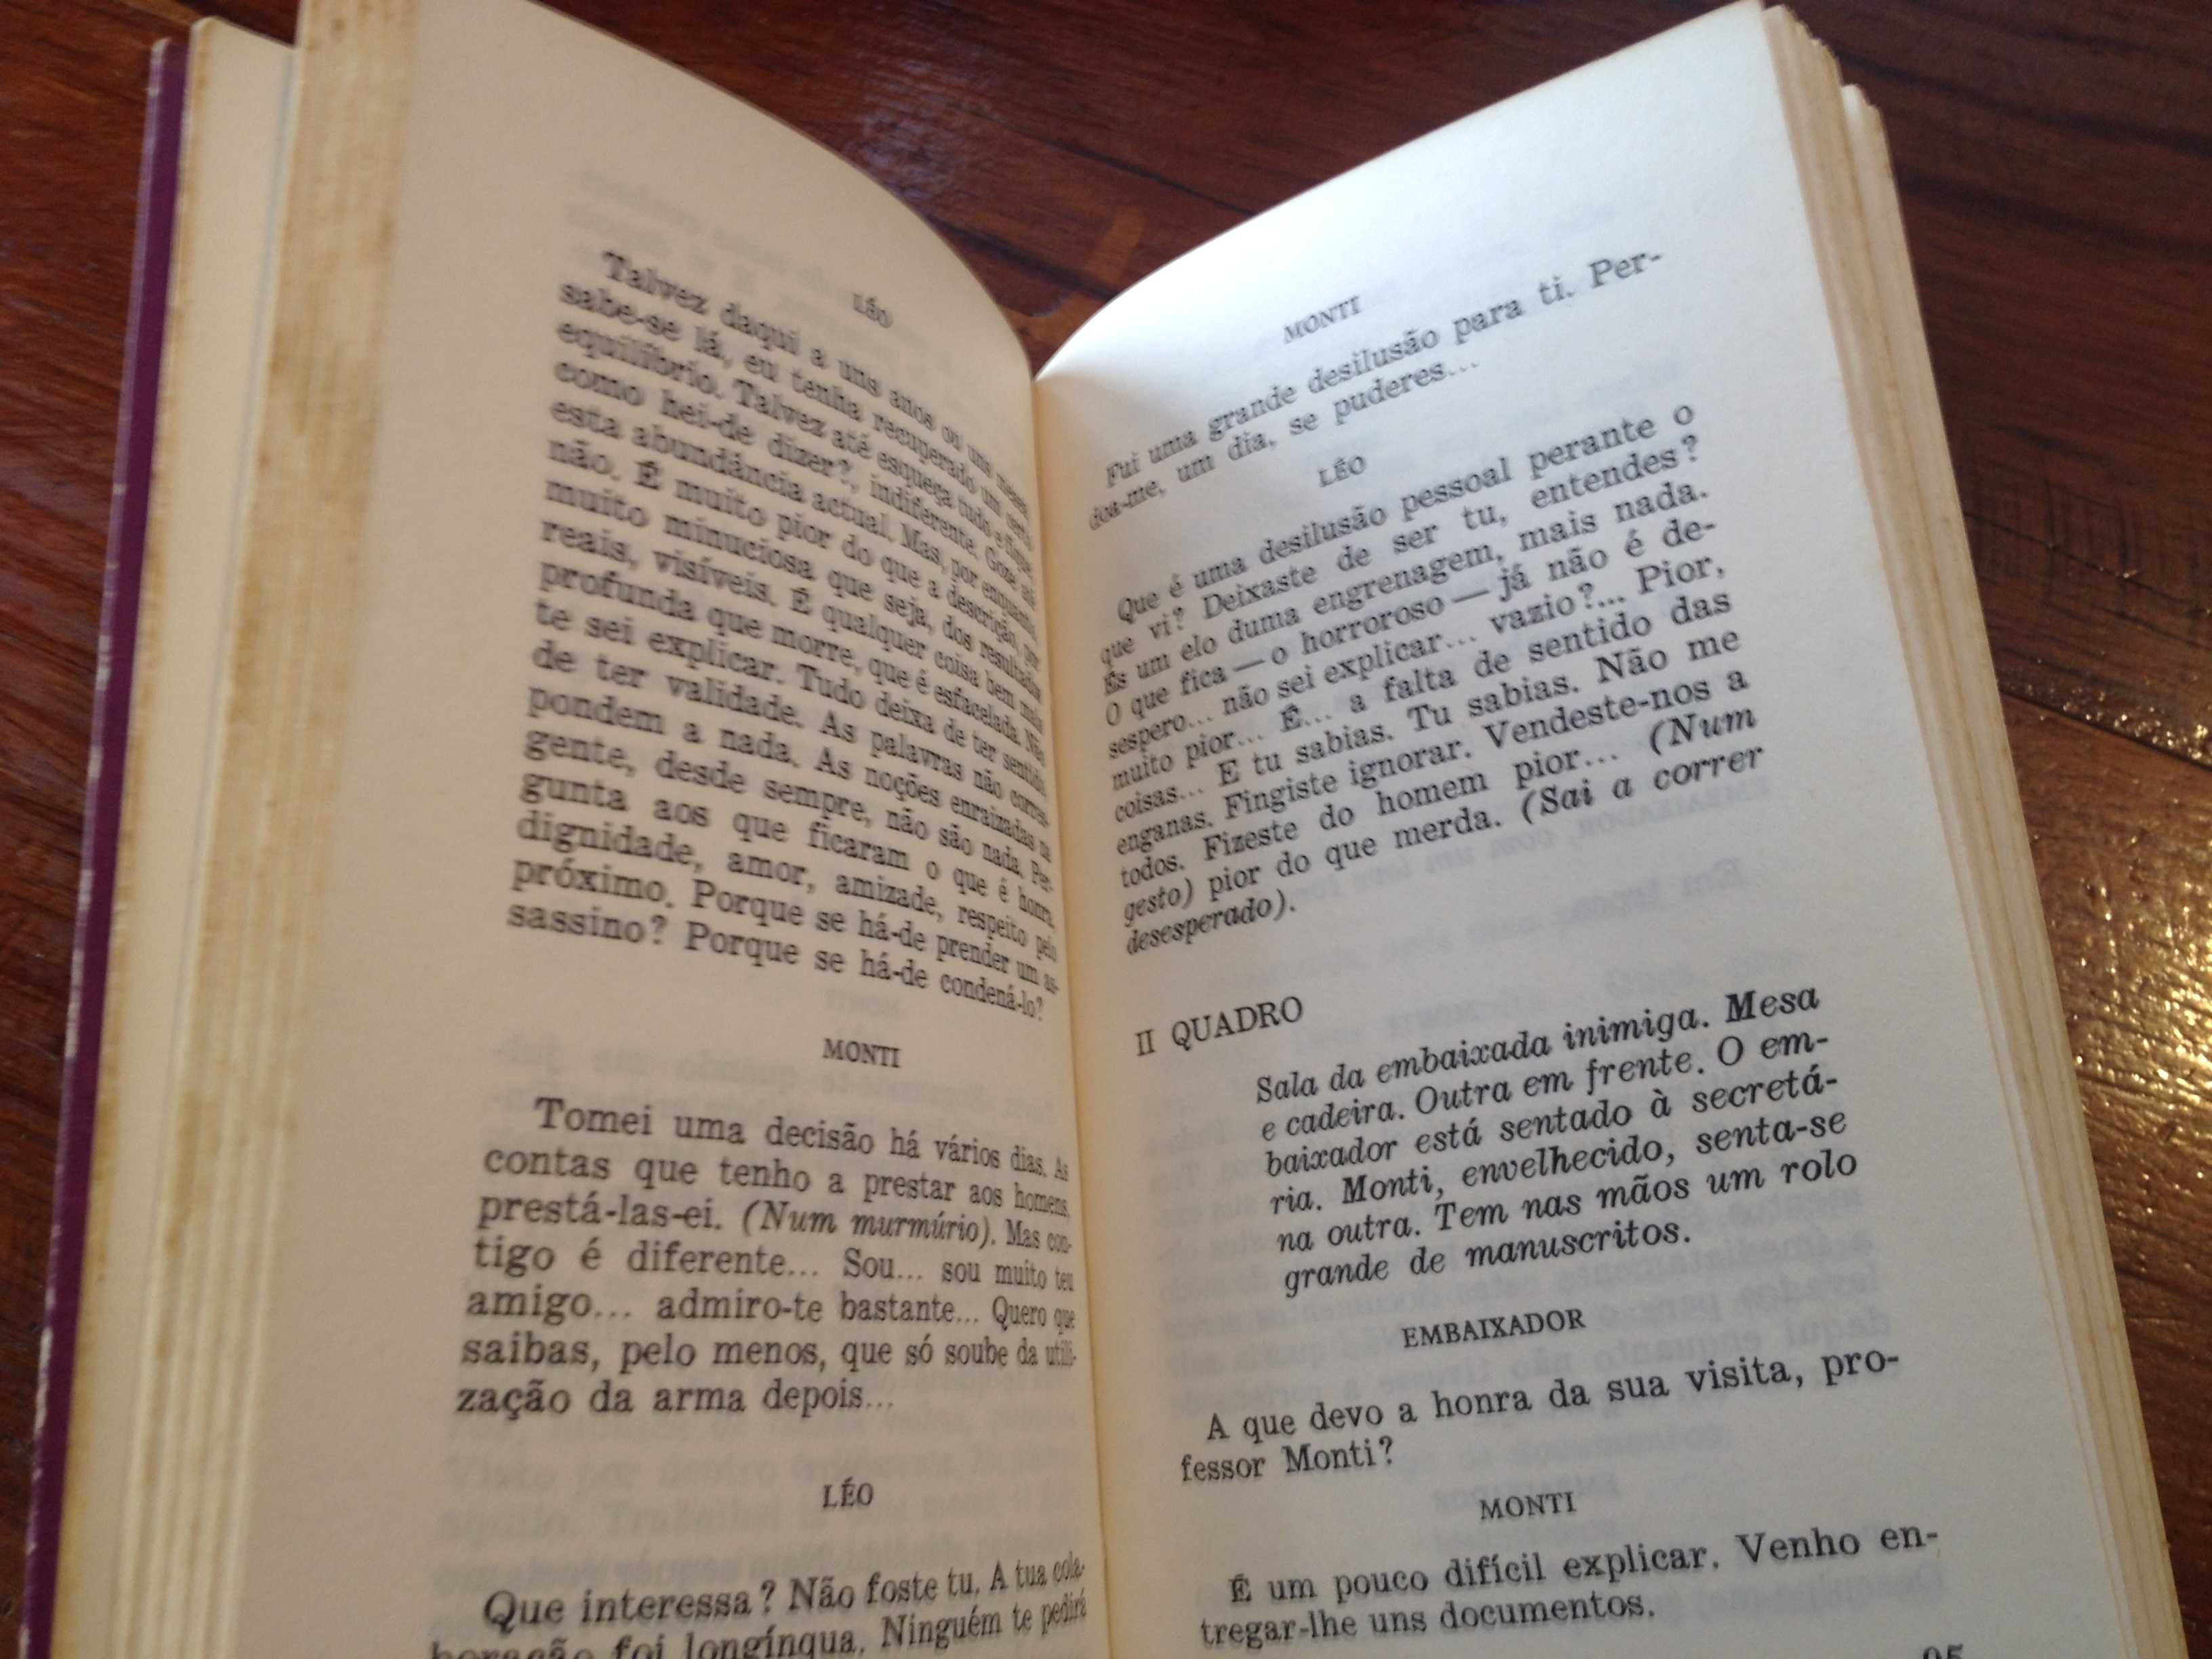 LÉO
Talvez daqui a uns anos ou uns meses,
sabe-se lá, eu tenha recuperado um certo
equilíbrio. Talvez até esqueça tudo e fique,
como hei-de dizer?, indiferente. Goze até
esta abundância actual. Mas, por enquanto,
não. É muito pior do que a descrição, por
muito minuciosa que seja, dos resultados
reais, visíveis. É qualquer coisa bem mais
profunda que morre, que é esfacelada. Não
te sei explicar. Tudo deixa de ter sentido,
de ter validade. As palavras não corres-
pondem a nada. As noções enraizadas na
gente, desde sempre, não são nada. Per-
gunta aos que ficaram o que é honra,
dignidade, amor, amizade, respeito pelo
próximo. Porque se há-de prender um as-
sassino? Porque se há-de condená-lo?
MONTI
Tomei uma decisão há vários dias. As
contas que tenho a prestar aos homens,
prestá-las-ei. (Num murmúrio). Mas con-
tigo é diferente... Sou... sou muito teu
amigo... admiro-te bastante... Quero que
saibas, pelo menos, que só soube da utili-
zação da arma depois...
LÉO
Que interessa? Não foste tu. A tua cola-
boração foi longínqua. Ninguém te pedirá
MONTI
Fui uma grande desilusão para ti. Per-
doa-me, um dia, se puderes...
LÉO
Que é uma desilusão pessoal perante o
que vi? Deixaste de ser tu, entendes?
És um elo duma engrenagem, mais nada.
O que fica — o horroroso — já não é de-
sespero... não sei explicar... vazio?... Pior,
muito pior... É... a falta de sentido das
coisas... E tu sabias. Tu sabias. Não me
enganas. Fingiste ignorar. Vendeste-nos a
todos. Fizeste do homem pior... (Num
gesto) pior do que merda. (Sai a correr
desesperado).
II QUADRO
Sala da embaixada inimiga. Mesa
e cadeira. Outra em frente. O em-
baixador está sentado à secretá-
ria. Monti, envelhecido, senta-se
na outra. Tem nas mãos um rolo
grande de manuscritos.
EMBAIXADOR
A que devo a honra da sua visita, pro-
fessor Monti?
MONTI
É um pouco difícil explicar. Venho en-
tregar-lhe uns documentos.